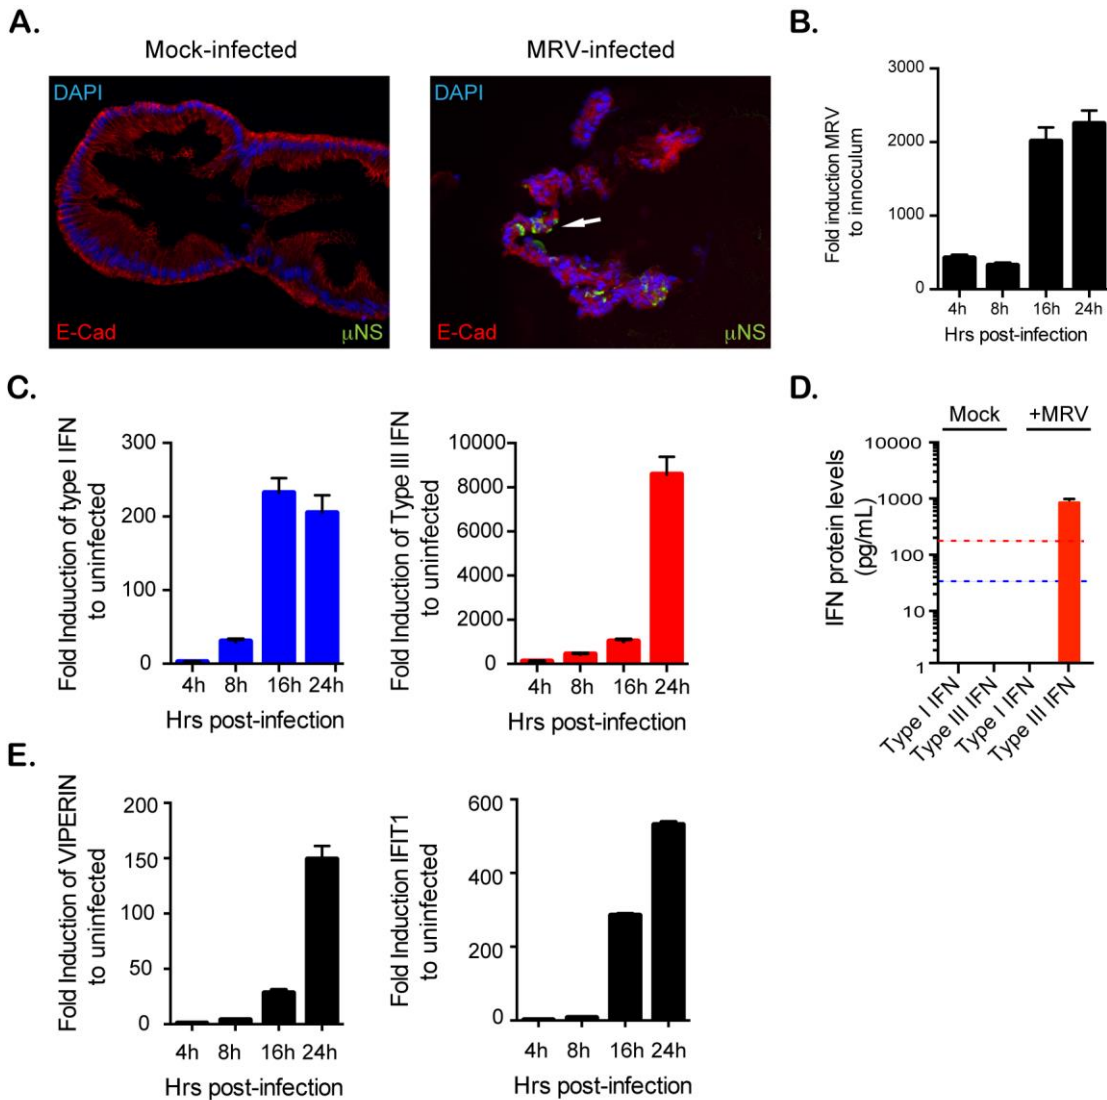 A.
Mock-infected
MRV-infected
DAPI
E-Cad
μNS
DAPI
E-Cad
μNS
B.
Fold induction MRV
to innoculum
3000
2000
1000
0
4h 8h 16h 24h
Hrs post-infection
C.
Fold Induuction of type I IFN
to uninfected
300
200
100
0
4h 8h 16h 24h
Hrs post-infection
Fold Induction of Type III IFN
to uninfected
10000
8000
6000
4000
2000
0
4h 8h 16h 24h
Hrs post-infection
D.
Mock +MRV
IFN protein levels
(pg/mL)
10000
1000
100
10
1
Type I IFN
Type III IFN
Type I IFN
Type III IFN
E.
Fold Induction of VIPERIN
to uninfected
200
150
100
50
0
4h 8h 16h 24h
Hrs post-infection
Fold Induction IFIT1
to uninfected
600
400
200
0
4h 8h 16h 24h
Hrs post-infection